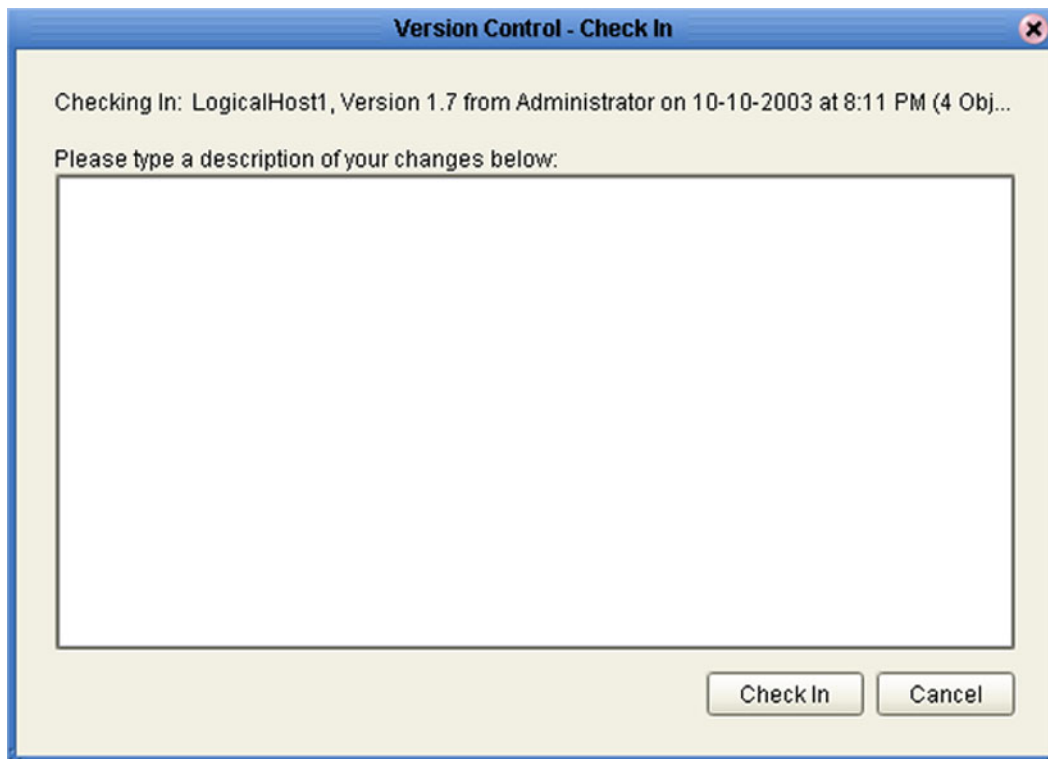 Version Control - Check In
Checking In: LogicalHost1, Version 1.7 from Administrator on 10-10-2003 at 8:11 PM (4 Obj...
Please type a description of your changes below:
Check In
Cancel